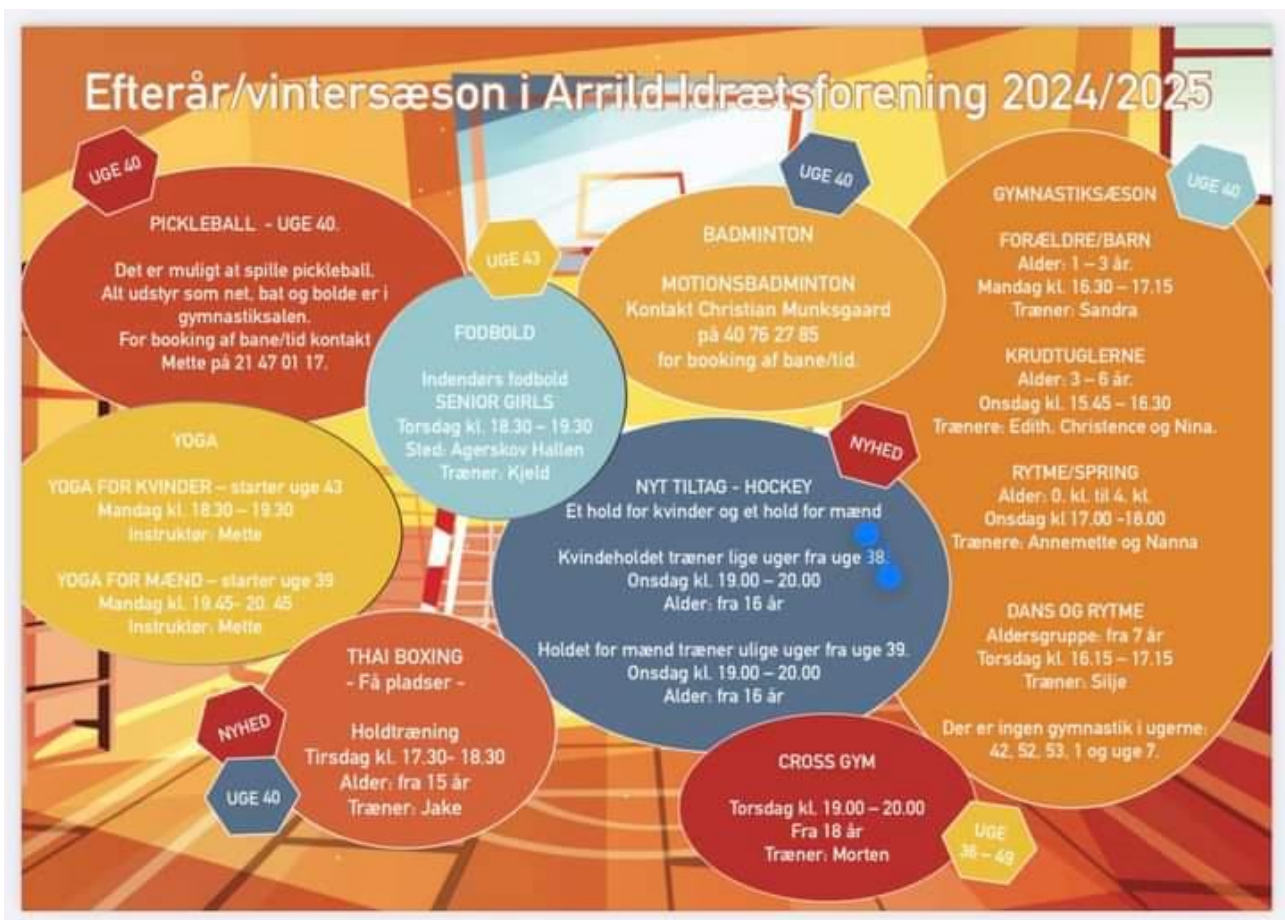 Efterår/vintersæson i Arrild Idrætsforening 2024/2025
UGE 40
PICKLEBALL - UGE 40.
Det er muligt at spille pickleball.
Alt udstyr som net, bat og bolde er i
gymnastiksalen.
For booking af bane/tid kontakt
Mette på 21 47 01 17.
UGE 43
FODBOLD
Indendørs fodbold
SENIOR GIRLS
Torsdag kl. 18.30 – 19.30
Sted: Agerskov Hallen
Træner: Kjeld
UGE 40
BADMINTON
MOTIONSBADMINTON
Kontakt Christian Munksgaard
på 40 76 27 85
for booking af bane/tid.
UGE 40
GYMNASTIKSÆSON
FORÆLDRE/BARN
Alder: 1 – 3 år.
Mandag kl. 16.30 – 17.15
Træner: Sandra
KRUDTUGLERNE
Alder: 3 – 6 år.
Onsdag kl. 15.45 – 16.30
Trænere: Edith, Christence og Nina.
RYTME/SPRING
Alder: 0. kl. til 4. kl.
Onsdag kl 17.00 -18.00
Trænere: Annemette og Nanna
DANS OG RYTME
Aldersgruppe: fra 7 år
Torsdag kl. 16.15 – 17.15
Træner: Silje
Der er ingen gymnastik i ugerne:
42, 52, 53, 1 og uge 7.
YOGA
YOGA FOR KVINDER – starter uge 43
Mandag kl. 18.30 – 19.30
Instruktør: Mette
YOGA FOR MÆND – starter uge 39
Mandag kl. 19.45- 20. 45
Instruktør: Mette
NYHED
NYT TILTAG - HOCKEY
Et hold for kvinder og et hold for mænd
Kvindeholdet træner lige uger fra uge 38.
Onsdag kl. 19.00 – 20.00
Alder: fra 16 år
Holdet for mænd træner ulige uger fra uge 39.
Onsdag kl. 19.00 – 20.00
Alder: fra 16 år
NYHED
UGE 40
THAI BOXING
- Få pladser -
Holdtræning
Tirsdag kl. 17.30- 18.30
Alder: fra 15 år
Træner: Jake
CROSS GYM
Torsdag kl. 19.00 – 20.00
Fra 18 år
Træner: Morten
UGE
36 – 49